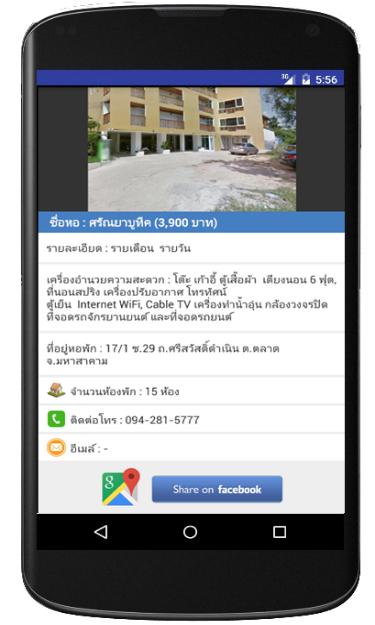 3G 5:56
ชื่อหอ : ศรัณยาบูทีค (3,900 บาท)
รายละเอียด : รายเดือน รายวัน
เครื่องอำนวยความสะดวก : โต๊ะ เก้าอี้ ตู้เสื้อผ้า เตียงนอน 6 ฟุต,
ที่นอนสปริง เครื่องปรับอากาศ โทรทัศน์
ตู้เย็น Internet WiFi, Cable TV เครื่องทำน้ำอุ่น กล้องวงจรปิด
ที่จอดรถจักรยานยนต์ และที่จอดรถยนต์
ที่อยู่หอพัก : 17/1 ซ.29 ถ.ศรีสวัสดิ์ดำเนิน ต.ตลาด
จ.มหาสาคาม
จำนวนห้องพัก : 15 ห้อง
ติดต่อโทร : 094-281-5777
อีเมล์ : -
8 Share on facebook